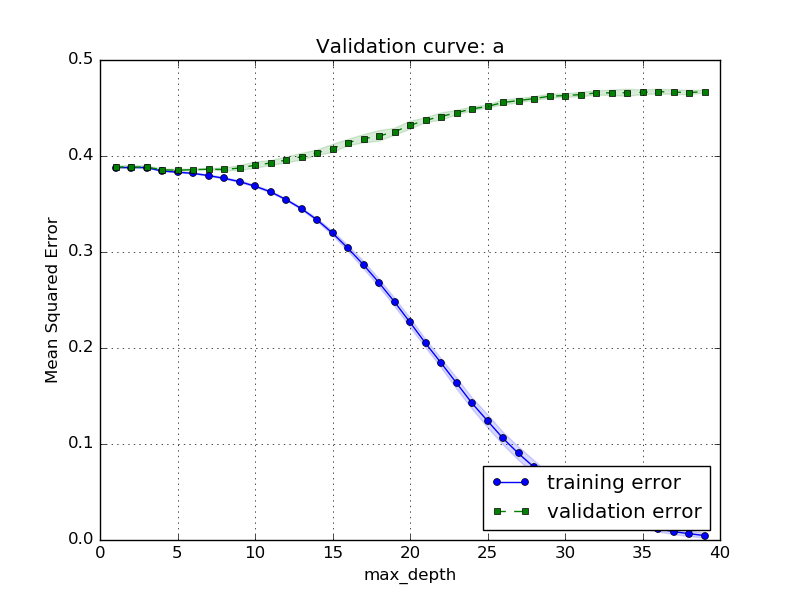 Validation curve: a
0.5
0.4
0.3
0.2
0.1
0.0
Mean Squared Error
0 5 10 15 20 25 30 35 40
max_depth
training error
validation error